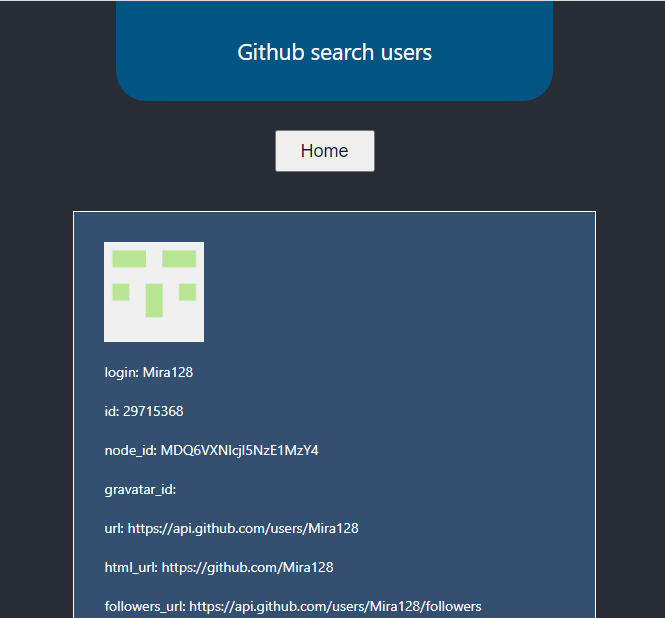 Github search users
Home
login: Mira128
id: 29715368
node_id: MDQ6VXNlcjI5NzE1MzY4
gravatar_id:
url: https://api.github.com/users/Mira128
html_url: https://github.com/Mira128
followers_url: https://api.github.com/users/Mira128/followers